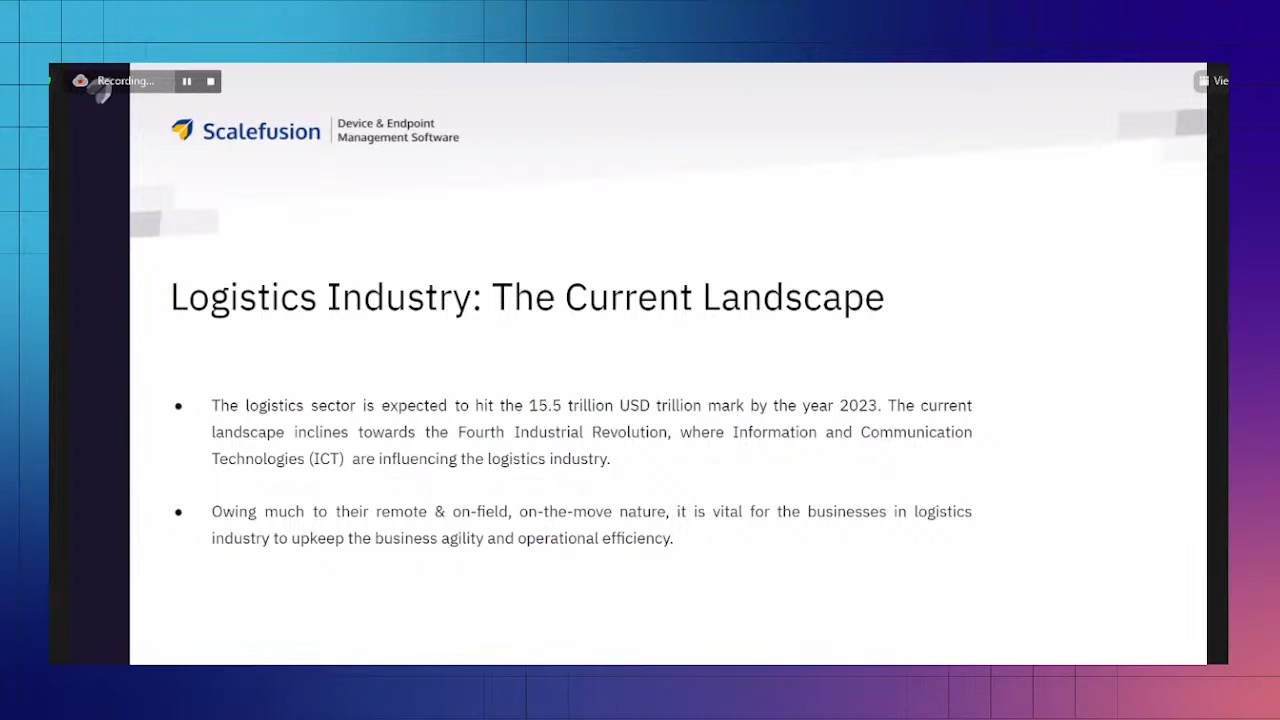 Recording...
Vie
Scalefusion
Device & Endpoint
Management Software
Logistics Industry: The Current Landscape
• The logistics sector is expected to hit the 15.5 trillion USD trillion mark by the year 2023. The current
landscape inclines towards the Fourth Industrial Revolution, where Information and Communication
Technologies (ICT) are influencing the logistics industry.
• Owing much to their remote & on-field, on-the-move nature, it is vital for the businesses in logistics
industry to upkeep the business agility and operational efficiency.